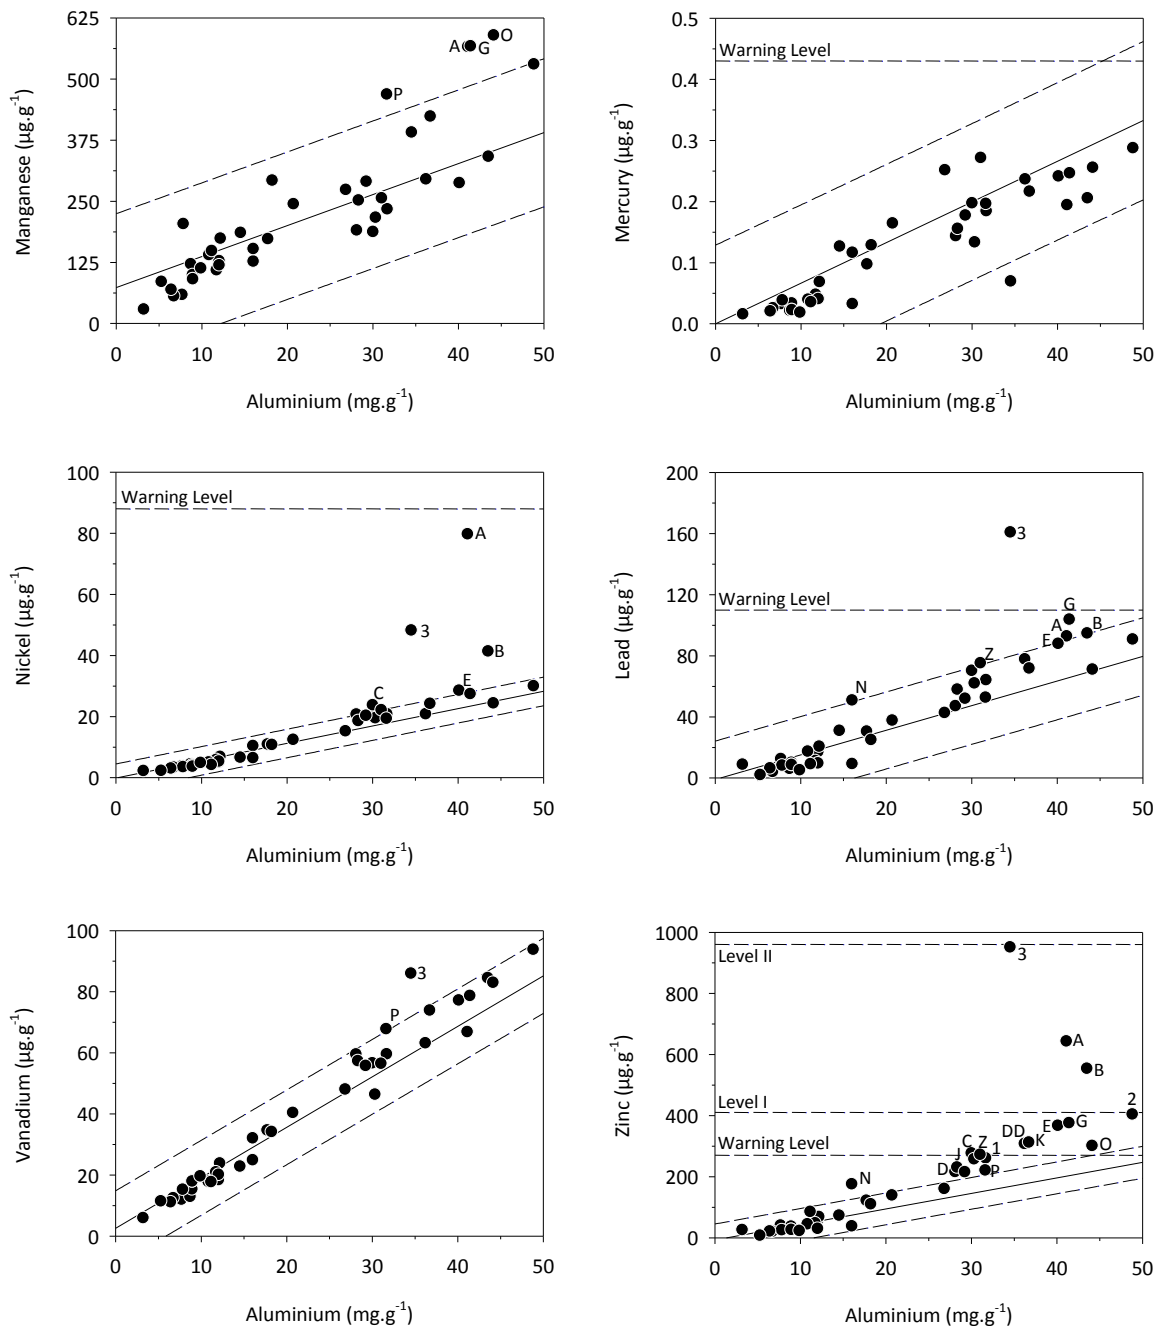 625
500
375
250
125
0
Manganese (µg.g⁻¹)
A
G
O
P
0 10 20 30 40 50
Aluminium (mg.g⁻¹)
0.5
0.4
0.3
0.2
0.1
0.0
Mercury (µg.g⁻¹)
Warning Level
0 10 20 30 40 50
Aluminium (mg.g⁻¹)
100
80
60
40
20
0
Nickel (µg.g⁻¹)
Warning Level
A
3
B
E
C
0 10 20 30 40 50
Aluminium (mg.g⁻¹)
200
160
120
80
40
0
Lead (µg.g⁻¹)
3
Warning Level
G
A
B
E
Z
N
0 10 20 30 40 50
Aluminium (mg.g⁻¹)
100
80
60
40
20
0
Vanadium (µg.g⁻¹)
3
P
0 10 20 30 40 50
Aluminium (mg.g⁻¹)
1000
800
600
400
200
0
Zinc (µg.g⁻¹)
Level II
3
A
B
2
Level I
E
G
DD
K
O
Warning Level
C
Z
1
J
D
P
N
0 10 20 30 40 50
Aluminium (mg.g⁻¹)